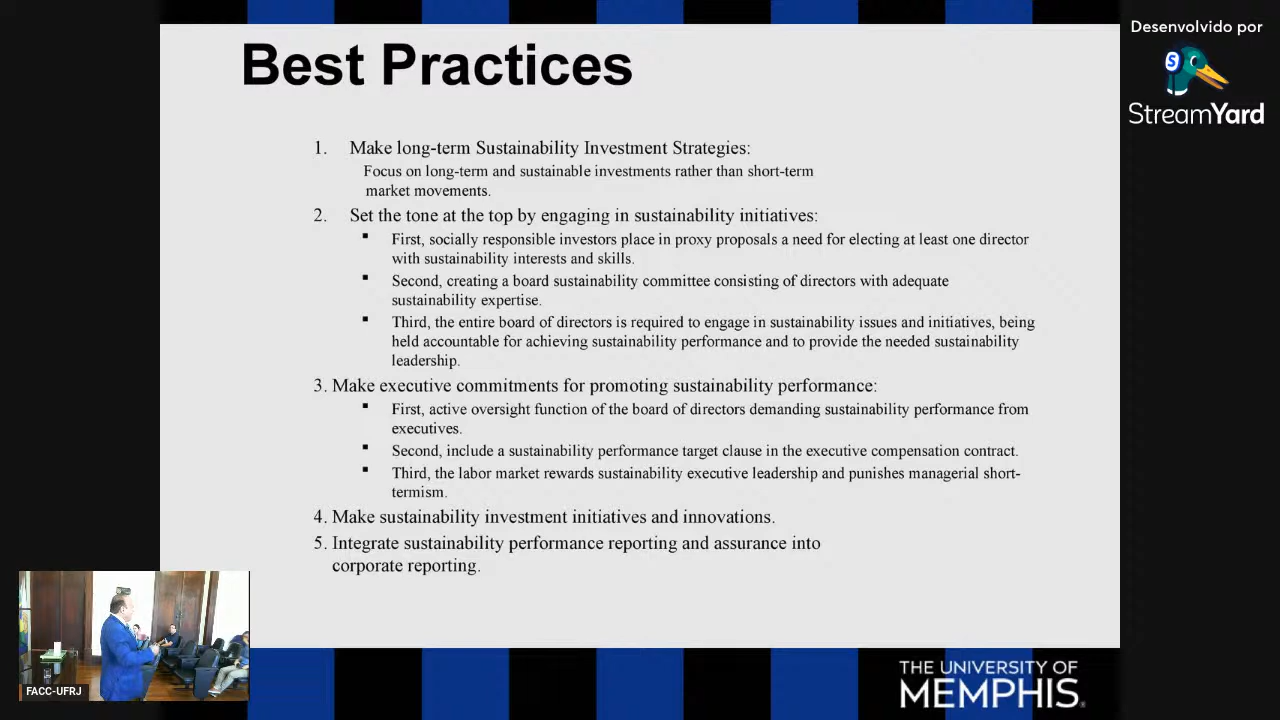 Best Practices
Desenvolvido por
StreamYard
1. Make long-term Sustainability Investment Strategies:
Focus on long-term and sustainable investments rather than short-term
market movements.
2. Set the tone at the top by engaging in sustainability initiatives:
▪ First, socially responsible investors place in proxy proposals a need for electing at least one director
with sustainability interests and skills.
▪ Second, creating a board sustainability committee consisting of directors with adequate
sustainability expertise.
▪ Third, the entire board of directors is required to engage in sustainability issues and initiatives, being
held accountable for achieving sustainability performance and to provide the needed sustainability
leadership.
3. Make executive commitments for promoting sustainability performance:
▪ First, active oversight function of the board of directors demanding sustainability performance from
executives.
▪ Second, include a sustainability performance target clause in the executive compensation contract.
▪ Third, the labor market rewards sustainability executive leadership and punishes managerial short-
termism.
4. Make sustainability investment initiatives and innovations.
5. Integrate sustainability performance reporting and assurance into
corporate reporting.
FACC-UFRJ
THE UNIVERSITY OF
MEMPHIS®